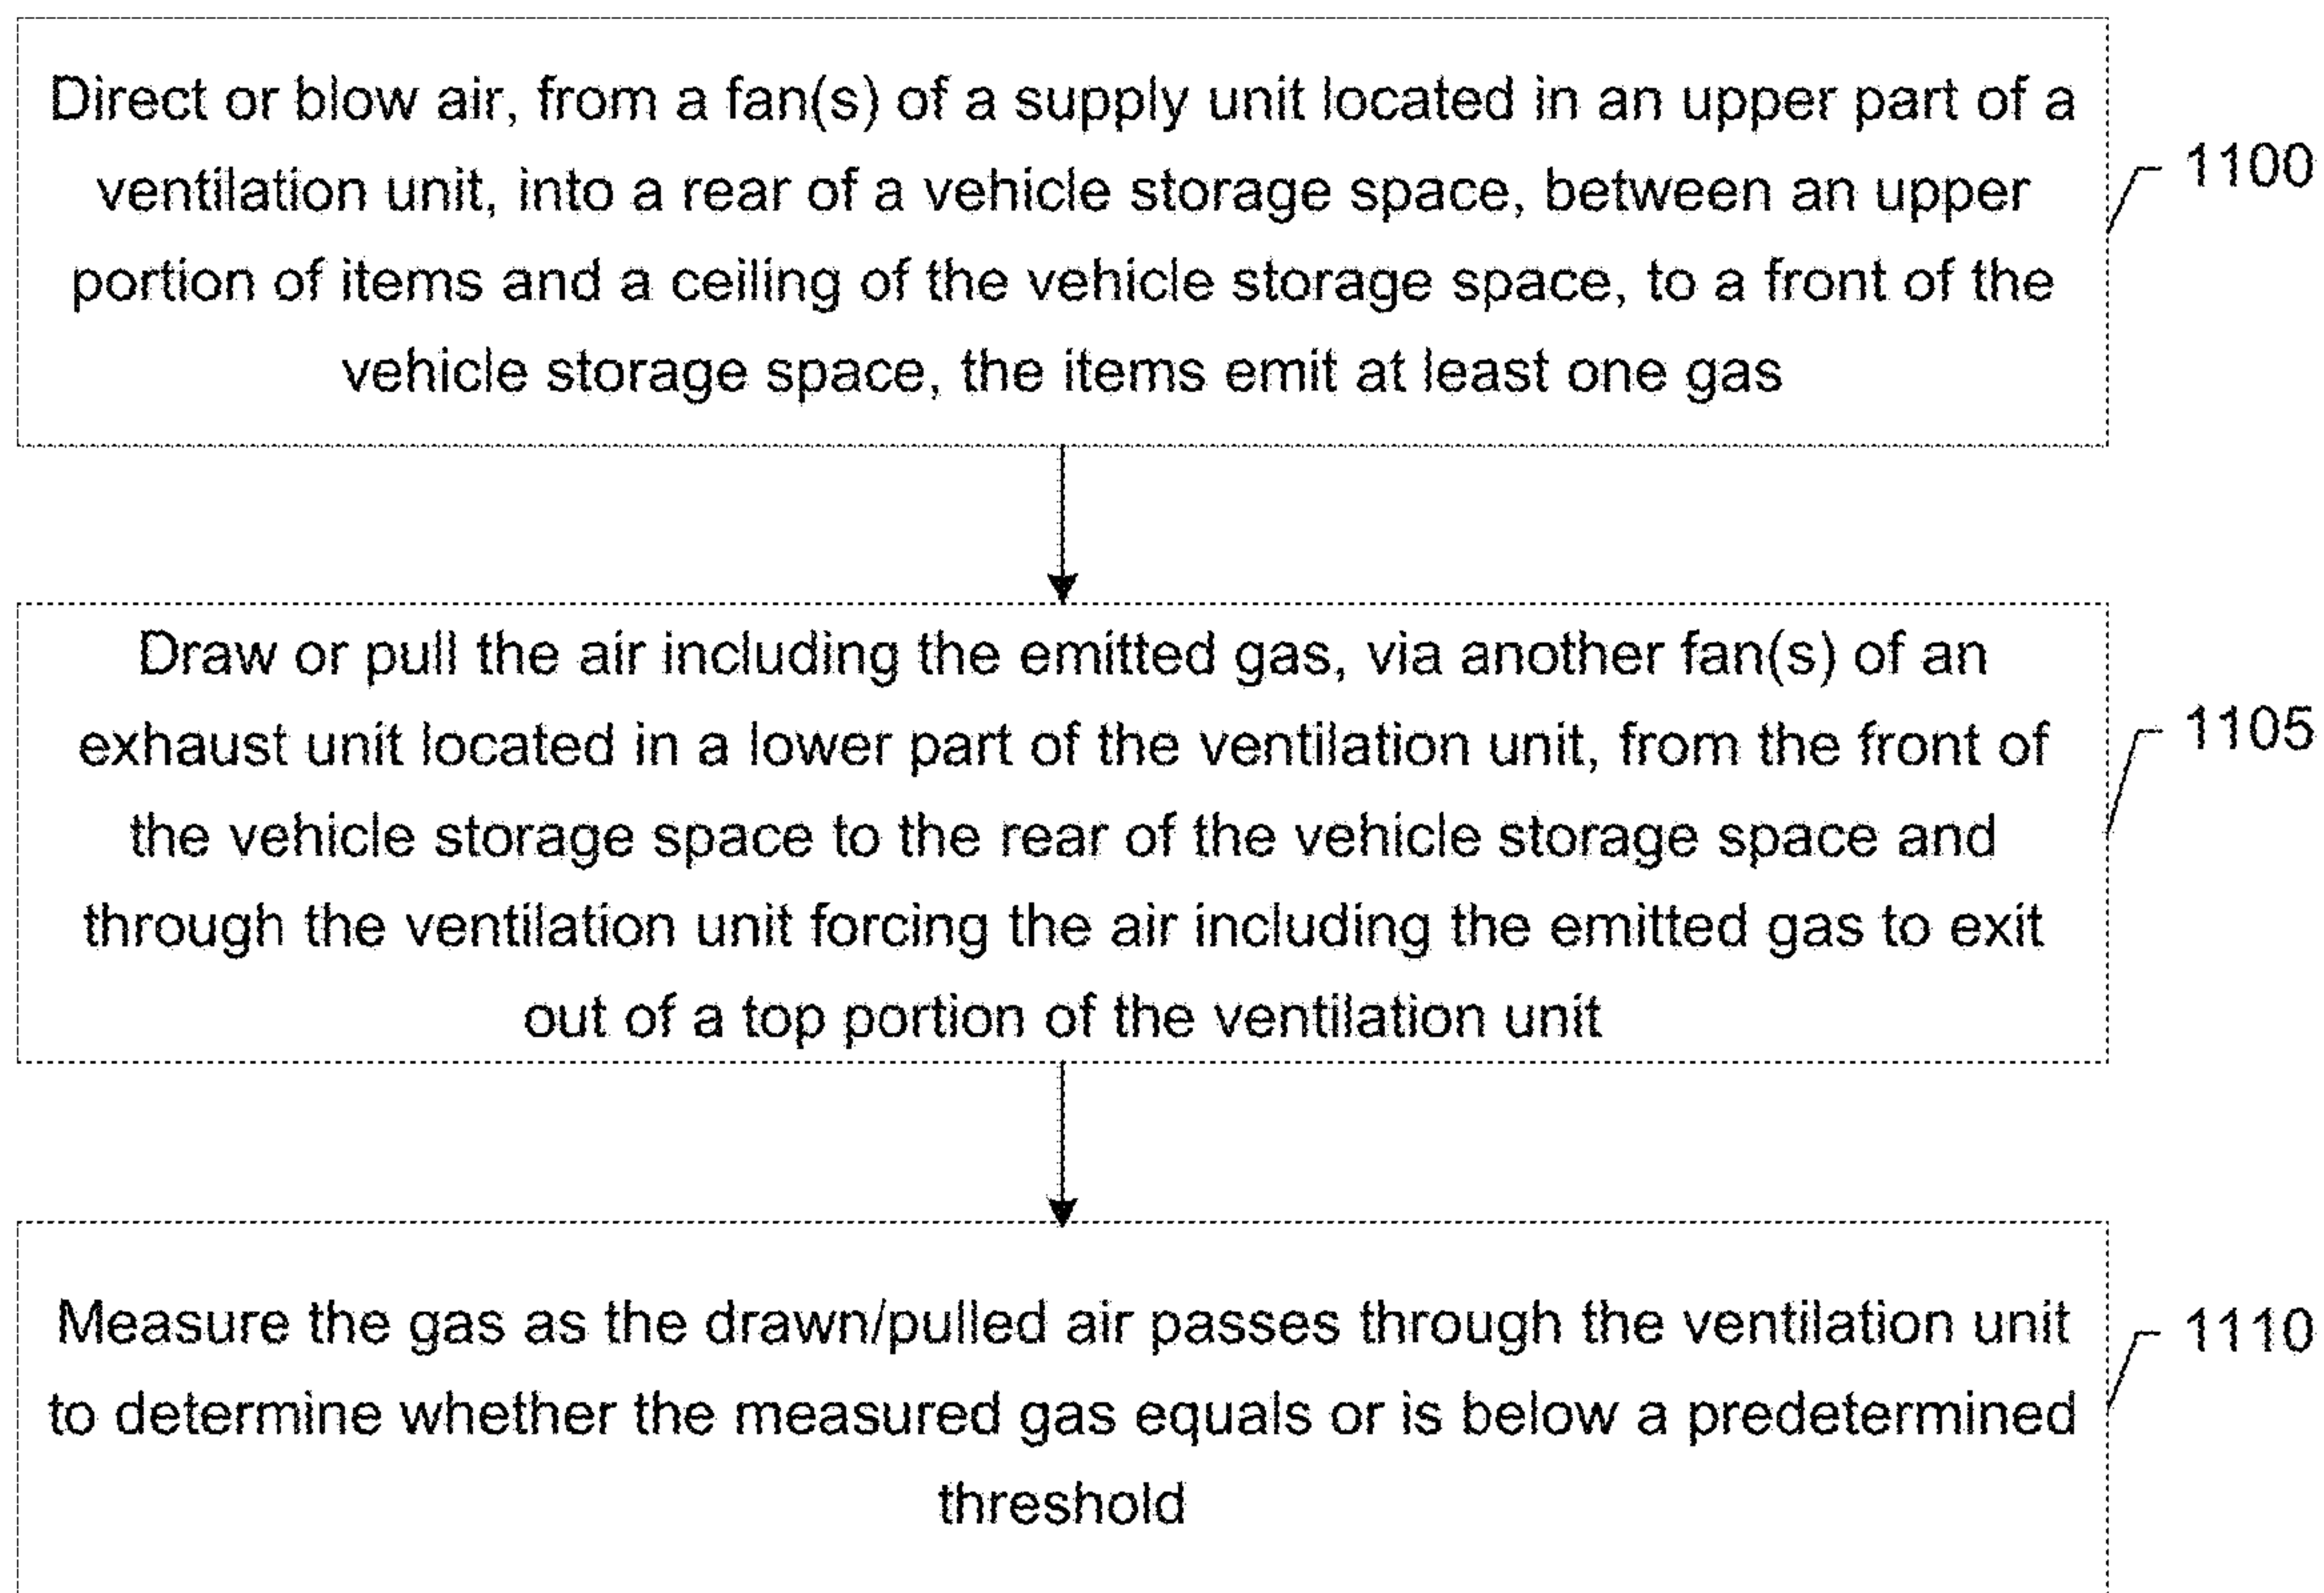 Direct or blow air, from a fan(s) of a supply unit located in an upper part of a
ventilation unit, into a rear of a vehicle storage space, between an upper
portion of items and a ceiling of the vehicle storage space, to a front of the
vehicle storage space, the items emit at least one gas
1100
Draw or pull the air including the emitted gas, via another fan(s) of an
exhaust unit located in a lower part of the ventilation unit, from the front of
the vehicle storage space to the rear of the vehicle storage space and
through the ventilation unit forcing the air including the emitted gas to exit
out of a top portion of the ventilation unit
1105
Measure the gas as the drawn/pulled air passes through the ventilation unit
to determine whether the measured gas equals or is below a predetermined
threshold
1110